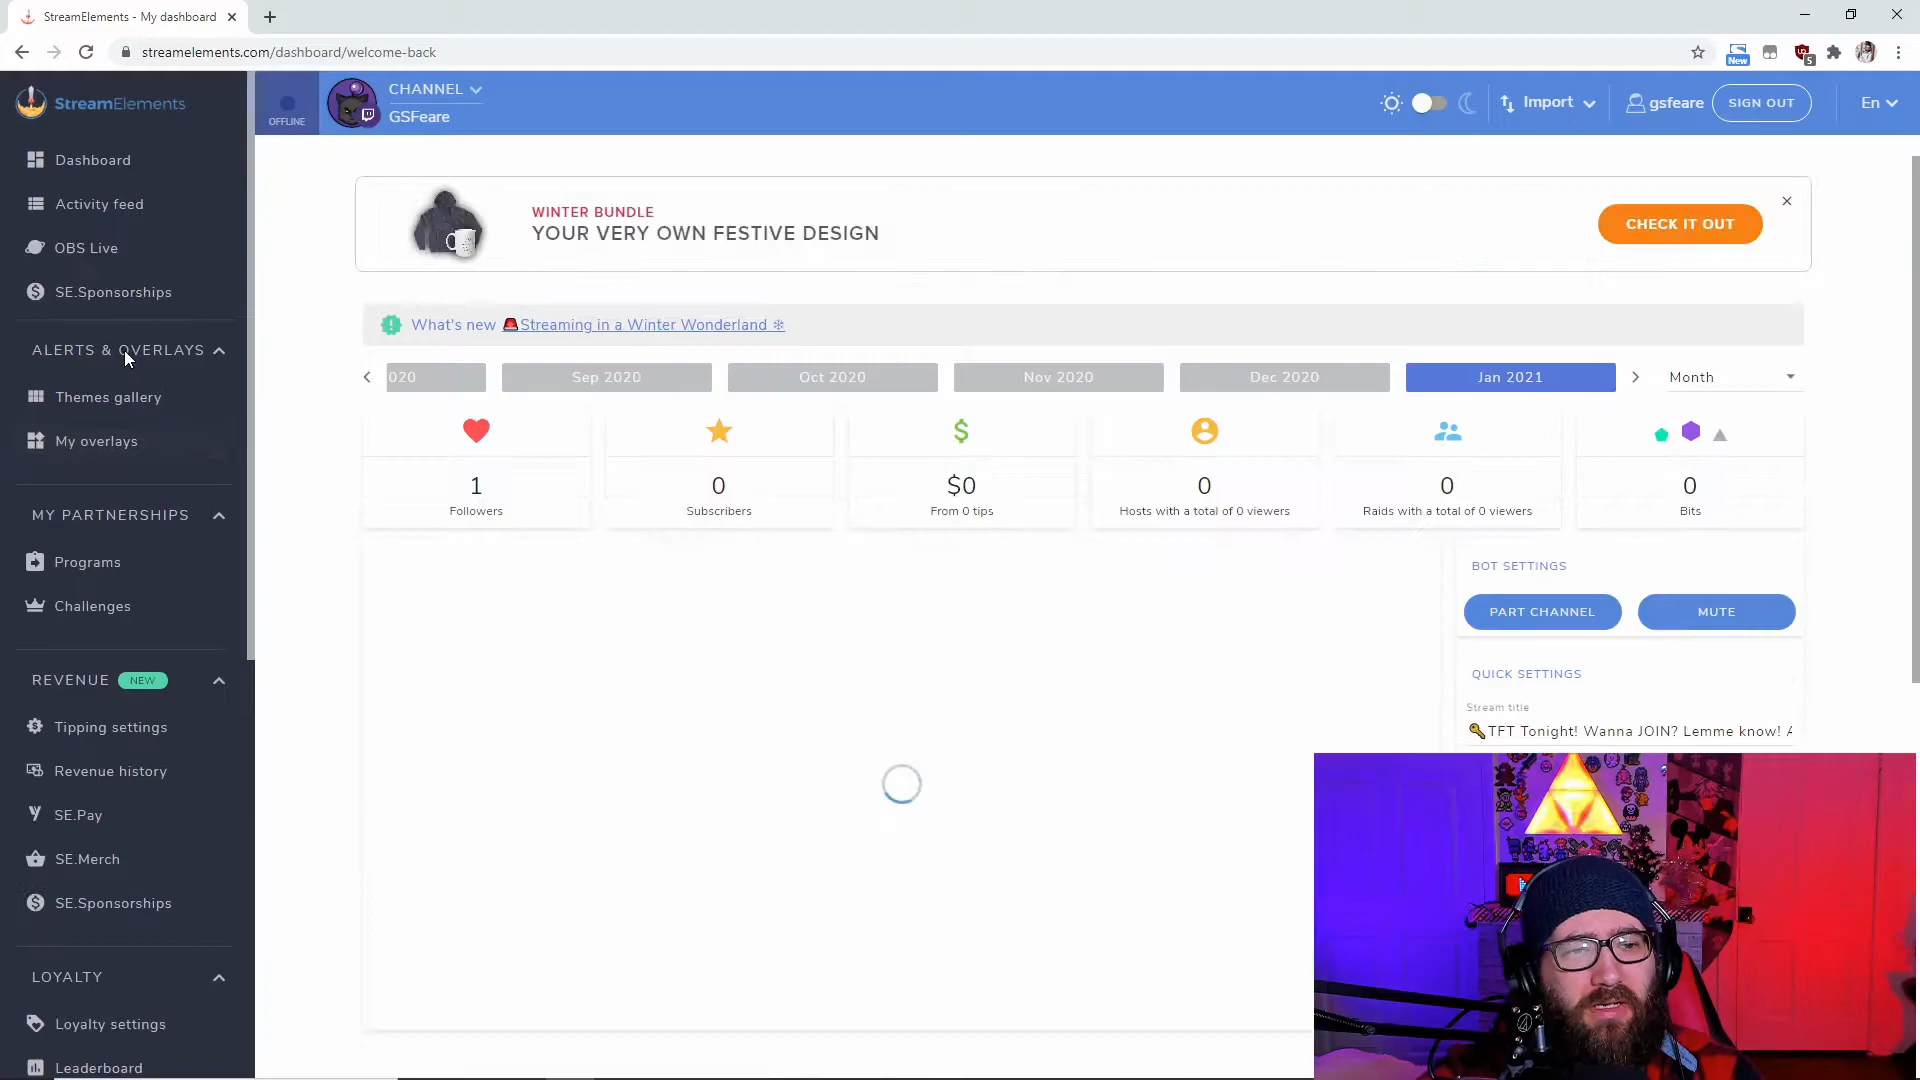 StreamElements - My dashboard
streamelements.com/dashboard/welcome-back
New
5
StreamElements
OFFLINE
CHANNEL
GSFeare
Import
gsfeare
SIGN OUT
En
Dashboard
Activity feed
OBS Live
SE.Sponsorships
ALERTS & OVERLAYS
Themes gallery
My overlays
MY PARTNERSHIPS
Programs
Challenges
REVENUE NEW
Tipping settings
Revenue history
SE.Pay
SE.Merch
SE.Sponsorships
LOYALTY
Loyalty settings
Leaderboard
WINTER BUNDLE
YOUR VERY OWN FESTIVE DESIGN
CHECK IT OUT
What's new 🚨Streaming in a Winter Wonderland ❄
020
Sep 2020
Oct 2020
Nov 2020
Dec 2020
Jan 2021
Month
1
Followers
0
Subscribers
$0
From 0 tips
0
Hosts with a total of 0 viewers
0
Raids with a total of 0 viewers
0
Bits
BOT SETTINGS
PART CHANNEL
MUTE
QUICK SETTINGS
Stream title
🔑TFT Tonight! Wanna JOIN? Lemme know! A